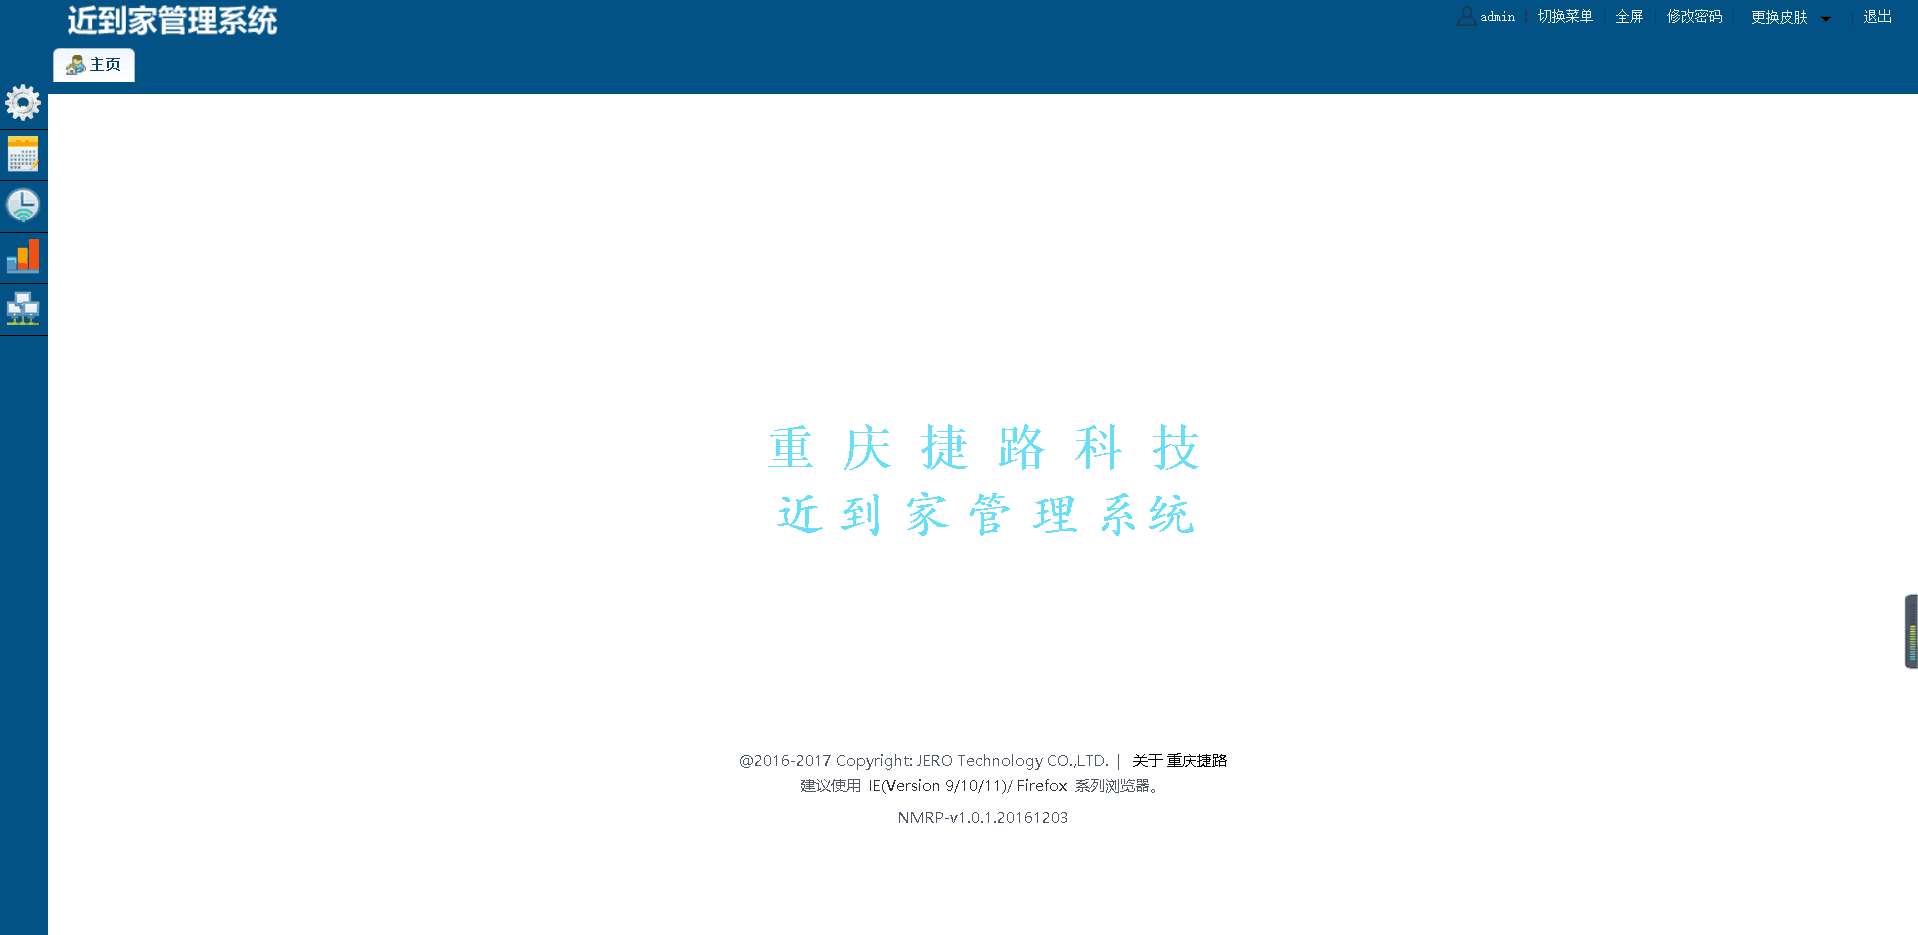 近到家管理系统
admin | 切换菜单 | 全屏 | 修改密码 | 更换皮肤 | 退出
主页
重庆捷路科技
近到家管理系统
@2016-2017 Copyright: JERO Technology CO.,LTD. | 关于 重庆捷路
建议使用 IE(Version 9/10/11)/ Firefox 系列浏览器。
NMRP-v1.0.1.20161203